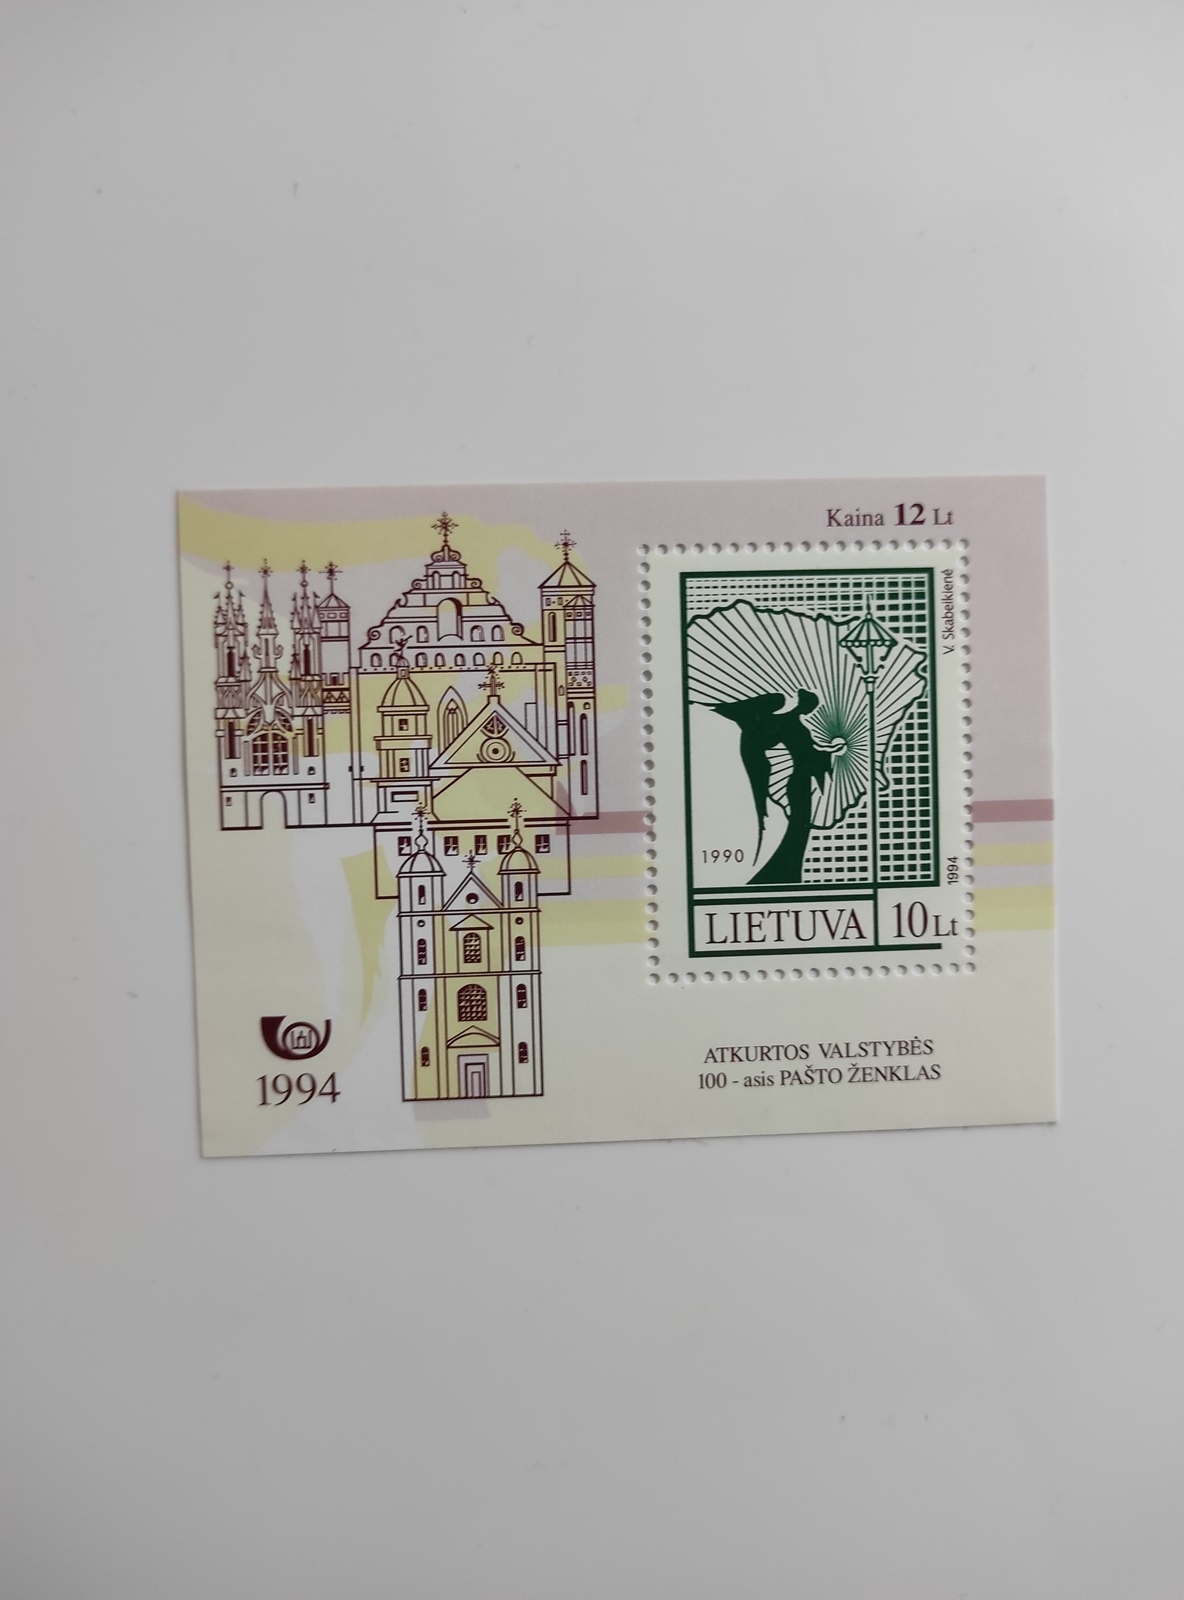 Kaina 12 Lt
V. Skabeikienė
1990
1994
LIETUVA 10 Lt
ATKURTOS VALSTYBĖS
100 - asis PAŠTO ŽENKLAS
1994